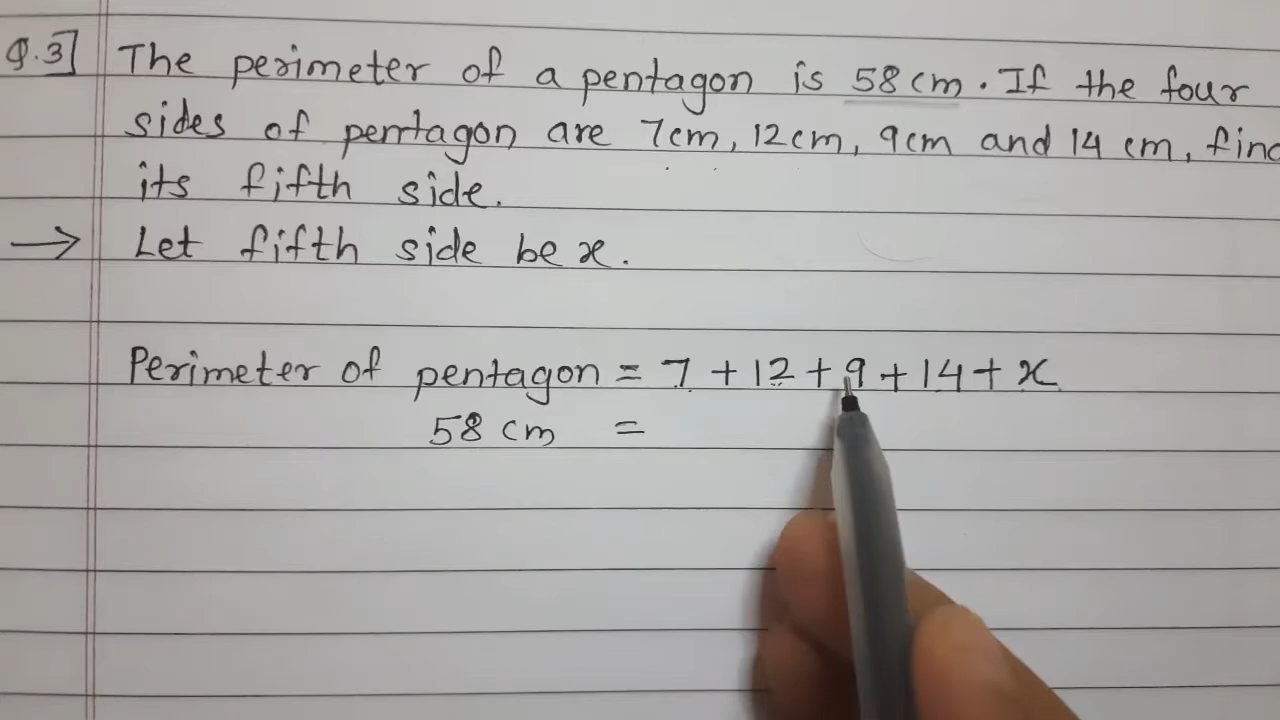 Q.3] The perimeter of a pentagon is 58 cm. If the four
sides of pentagon are 7cm, 12cm, 9cm and 14 cm, find
its fifth side.
→ Let fifth side be x.
Perimeter of pentagon = 7 + 12 + 9 + 14 + x
58 cm =